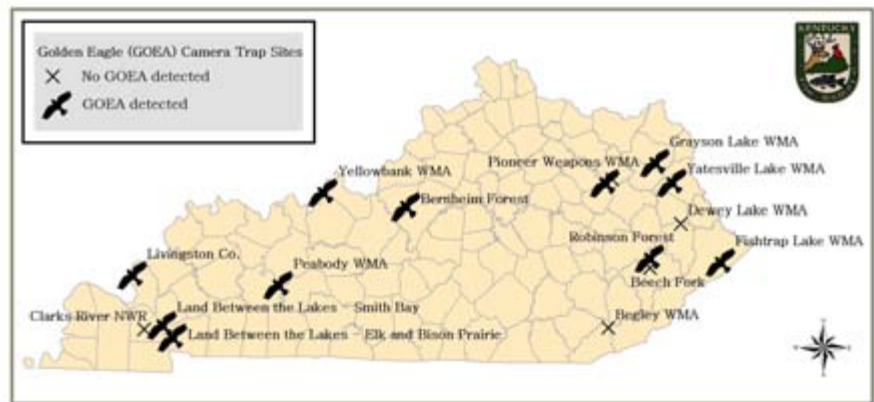 Golden Eagle (GOEA) Camera Trap Sites
No GOEA detected
GOEA detected
KENTUCKY
Grayson Lake WMA
Pioneer Weapons WMA
Yatesville Lake WMA
Yellowbank WMA
Bernheim Forest
Dewey Lake WMA
Robinson Forest
Fishtrap Lake WMA
Livingston Co.
Peabody WMA
Beech Fork
Land Between the Lakes - Smith Bay
Clarks River NWR
Begley WMA
Land Between the Lakes - Elk and Bison Prairie